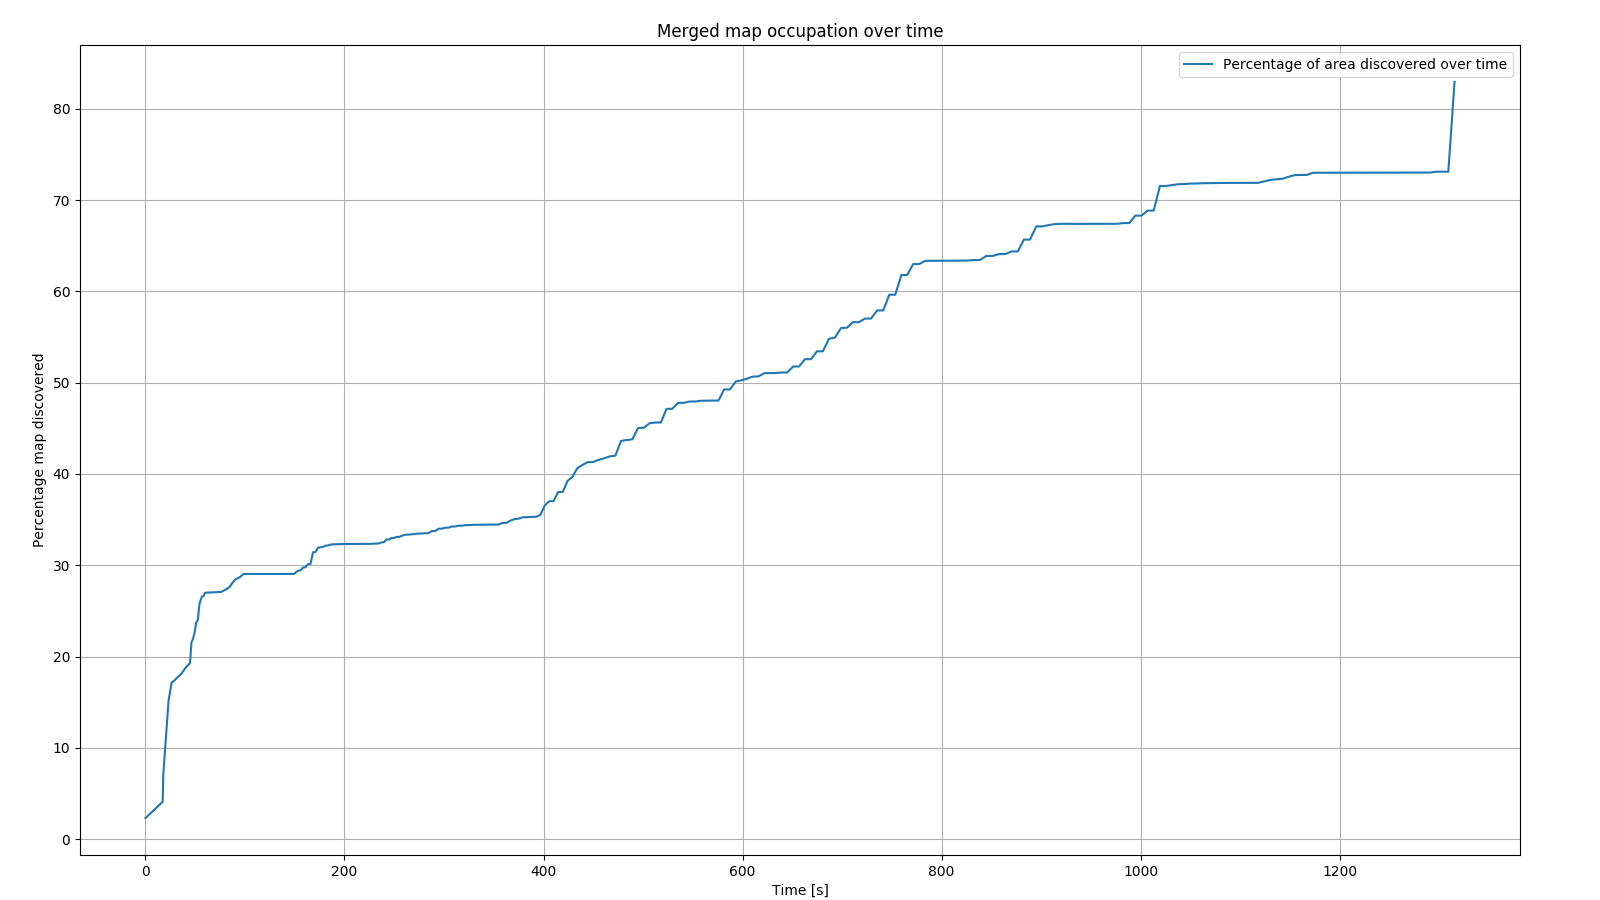 Merged map occupation over time
Percentage of area discovered over time
Percentage map discovered
80
70
60
50
40
30
20
10
0
0 200 400 600 800 1000 1200
Time [s]